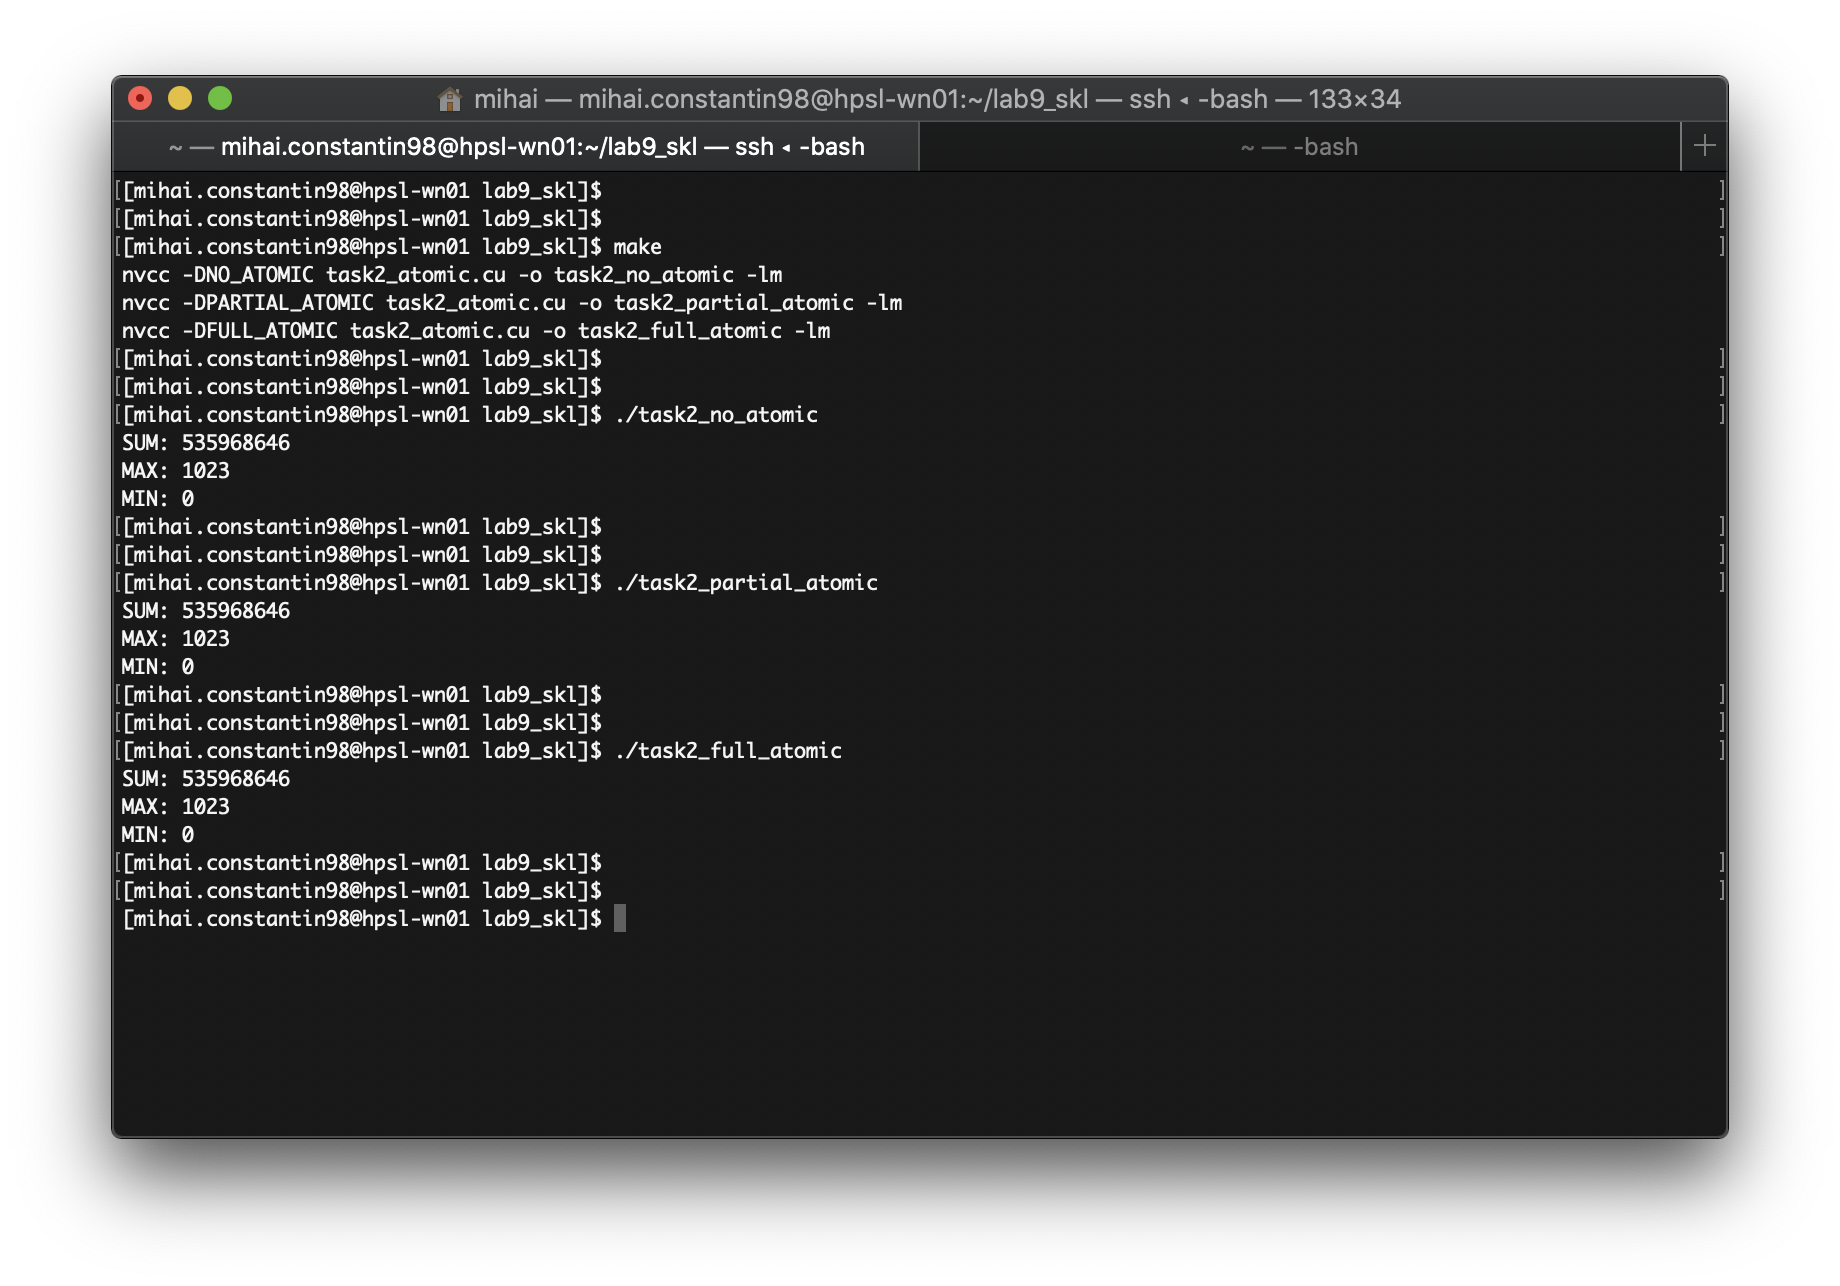 mihai — mihai.constantin98@hpsl-wn01:~/lab9_skl — ssh ◂ -bash — 133×34
~ — mihai.constantin98@hpsl-wn01:~/lab9_skl — ssh ◂ -bash
~ — -bash
[[mihai.constantin98@hpsl-wn01 lab9_skl]$ ]
[[mihai.constantin98@hpsl-wn01 lab9_skl]$ ]
[[mihai.constantin98@hpsl-wn01 lab9_skl]$ make ]
nvcc -DNO_ATOMIC task2_atomic.cu -o task2_no_atomic -lm
nvcc -DPARTIAL_ATOMIC task2_atomic.cu -o task2_partial_atomic -lm
nvcc -DFULL_ATOMIC task2_atomic.cu -o task2_full_atomic -lm
[[mihai.constantin98@hpsl-wn01 lab9_skl]$ ]
[[mihai.constantin98@hpsl-wn01 lab9_skl]$ ]
[[mihai.constantin98@hpsl-wn01 lab9_skl]$ ./task2_no_atomic ]
SUM: 535968646
MAX: 1023
MIN: 0
[[mihai.constantin98@hpsl-wn01 lab9_skl]$ ]
[[mihai.constantin98@hpsl-wn01 lab9_skl]$ ]
[[mihai.constantin98@hpsl-wn01 lab9_skl]$ ./task2_partial_atomic ]
SUM: 535968646
MAX: 1023
MIN: 0
[[mihai.constantin98@hpsl-wn01 lab9_skl]$ ]
[[mihai.constantin98@hpsl-wn01 lab9_skl]$ ]
[[mihai.constantin98@hpsl-wn01 lab9_skl]$ ./task2_full_atomic ]
SUM: 535968646
MAX: 1023
MIN: 0
[[mihai.constantin98@hpsl-wn01 lab9_skl]$ ]
[[mihai.constantin98@hpsl-wn01 lab9_skl]$ ]
[mihai.constantin98@hpsl-wn01 lab9_skl]$